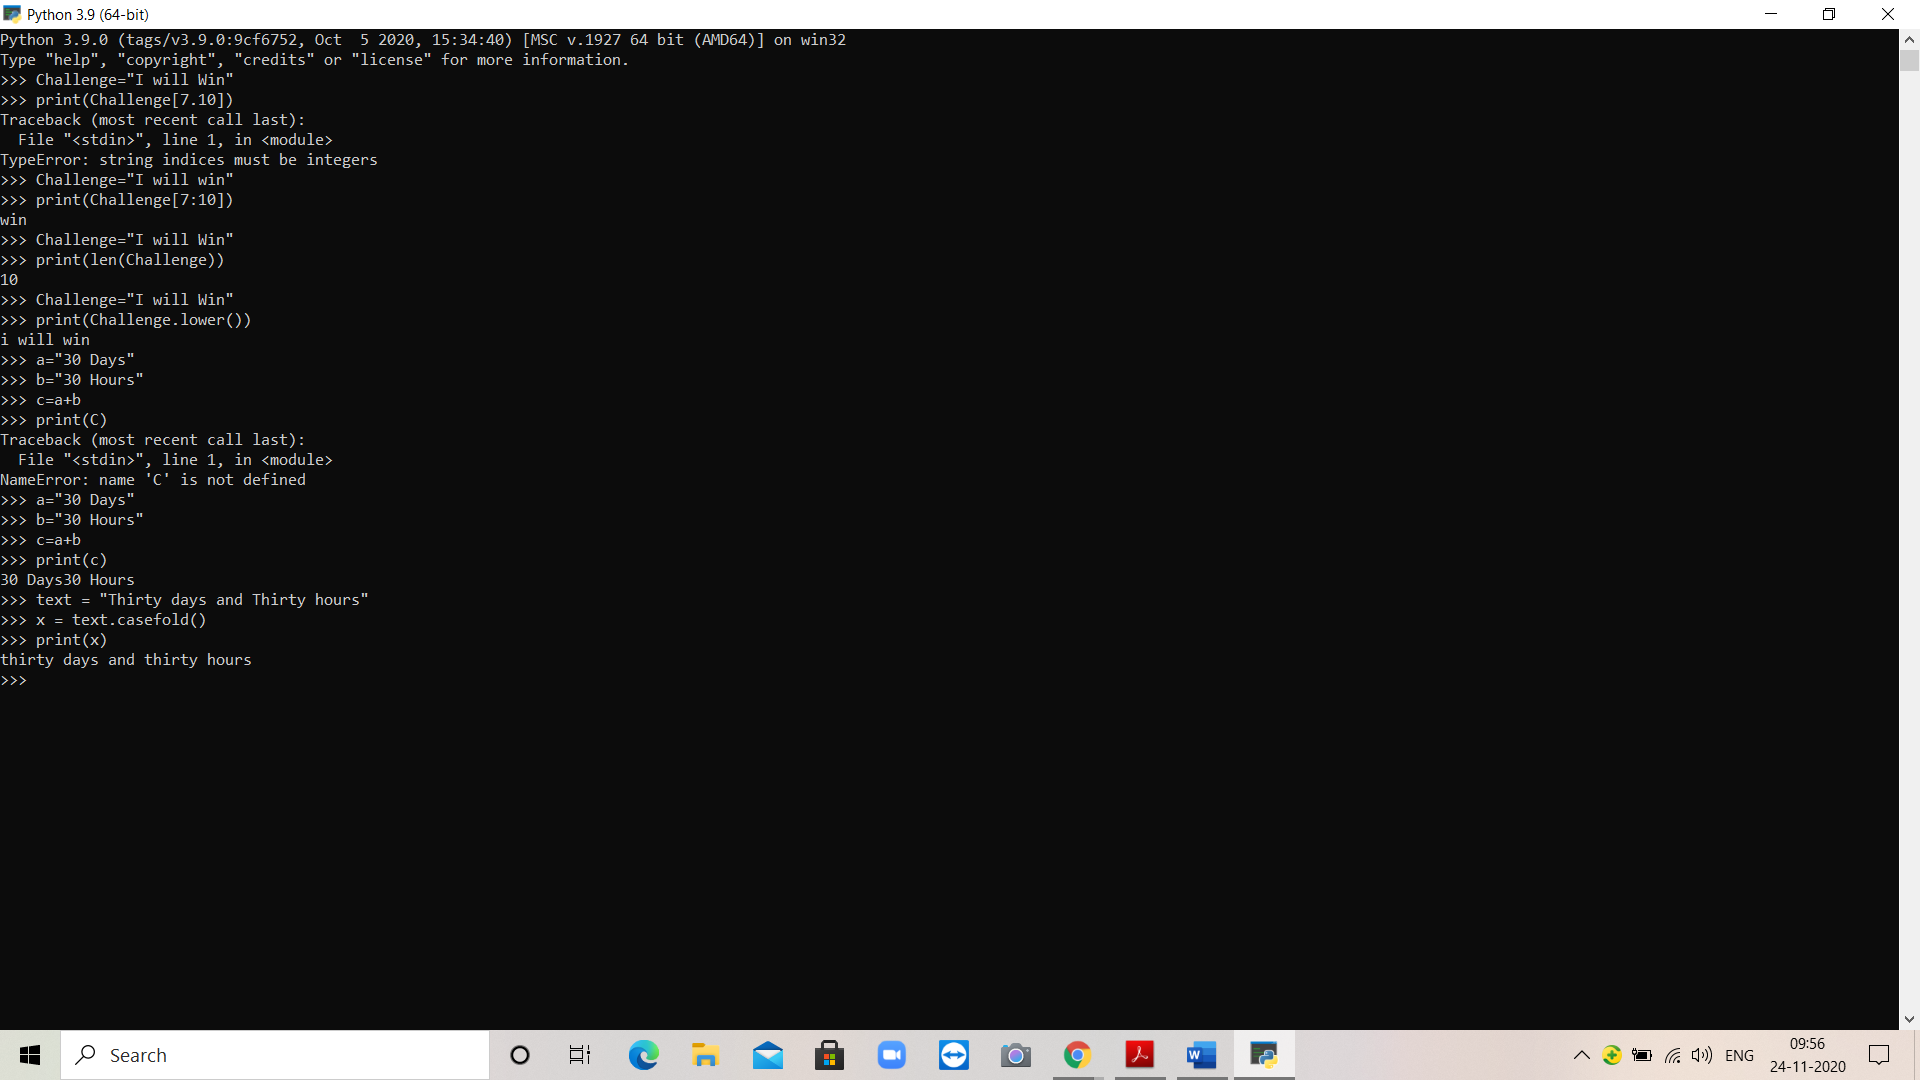 Python 3.9 (64-bit)
Python 3.9.0 (tags/v3.9.0:9cf6752, Oct  5 2020, 15:34:40) [MSC v.1927 64 bit (AMD64)] on win32
Type "help", "copyright", "credits" or "license" for more information.
>>> Challenge="I will Win"
>>> print(Challenge[7.10])
Traceback (most recent call last):
  File "<stdin>", line 1, in <module>
TypeError: string indices must be integers
>>> Challenge="I will win"
>>> print(Challenge[7:10])
win
>>> Challenge="I will Win"
>>> print(len(Challenge))
10
>>> Challenge="I will Win"
>>> print(Challenge.lower())
i will win
>>> a="30 Days"
>>> b="30 Hours"
>>> c=a+b
>>> print(C)
Traceback (most recent call last):
  File "<stdin>", line 1, in <module>
NameError: name 'C' is not defined
>>> a="30 Days"
>>> b="30 Hours"
>>> c=a+b
>>> print(c)
30 Days30 Hours
>>> text = "Thirty days and Thirty hours"
>>> x = text.casefold()
>>> print(x)
thirty days and thirty hours
>>>
Search
ENG
09:56
24-11-2020